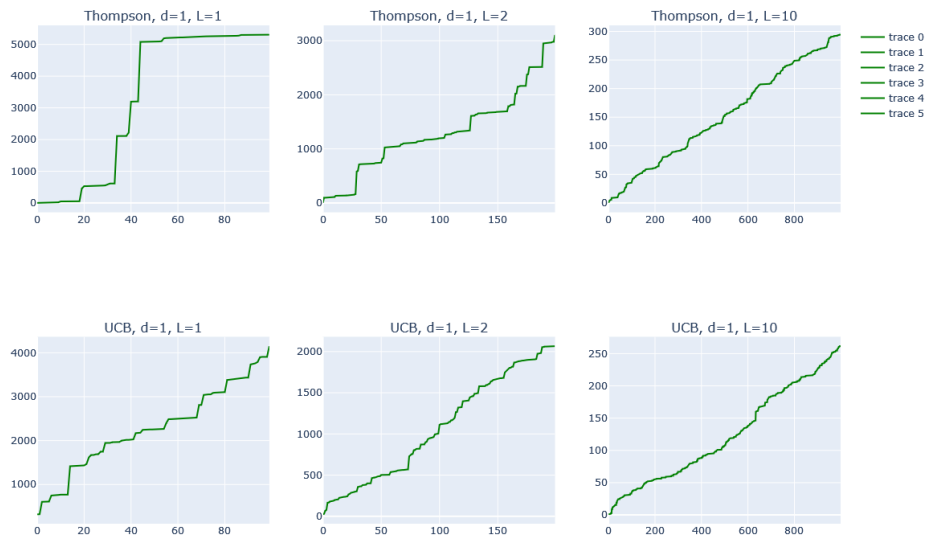 Thompson, d=1, L=1
5000
4000
3000
2000
1000
0
0 20 40 60 80
Thompson, d=1, L=2
3000
2000
1000
0
0 50 100 150
Thompson, d=1, L=10
300
250
200
150
100
50
0
0 200 400 600 800
trace 0
trace 1
trace 2
trace 3
trace 4
trace 5
UCB, d=1, L=1
4000
3000
2000
1000
0 20 40 60 80
UCB, d=1, L=2
2000
1500
1000
500
0
0 50 100 150
UCB, d=1, L=10
250
200
150
100
50
0
0 200 400 600 800